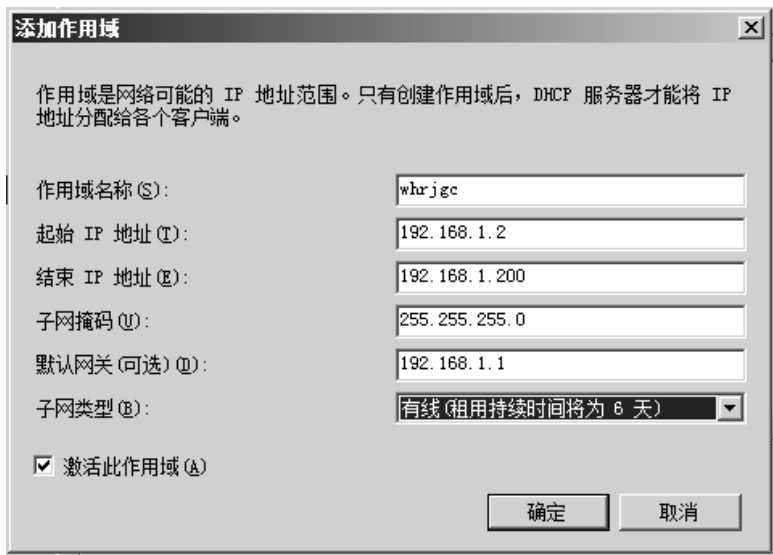 添加作用域
作用域是网络可能的 IP 地址范围。只有创建作用域后，DHCP 服务器才能将 IP
地址分配给各个客户端。
作用域名称(S): whrjgc
起始 IP 地址(T): 192.168.1.2
结束 IP 地址(E): 192.168.1.200
子网掩码(U): 255.255.255.0
默认网关(可选)(D): 192.168.1.1
子网类型(B): 有线(租用持续时间将为 6 天)
激活此作用域(A)
确定 取消